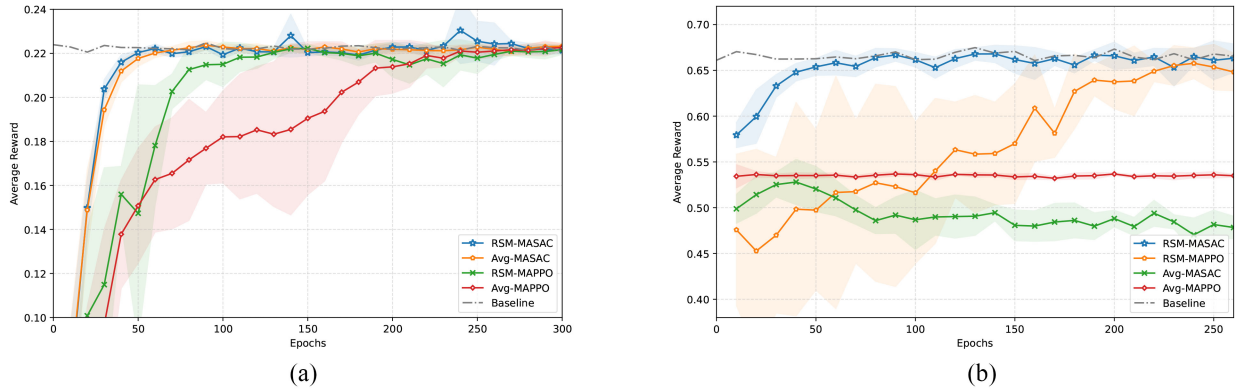 0.24
0.22
0.20
0.18
0.16
0.14
0.12
0.10
Average Reward
0 50 100 150 200 250 300
Epochs
RSM-MASAC
Avg-MASAC
RSM-MAPPO
Avg-MAPPO
Baseline
(a)
0.70
0.65
0.60
0.55
0.50
0.45
0.40
Average Reward
0 50 100 150 200 250
Epochs
RSM-MASAC
RSM-MAPPO
Avg-MASAC
Avg-MAPPO
Baseline
(b)